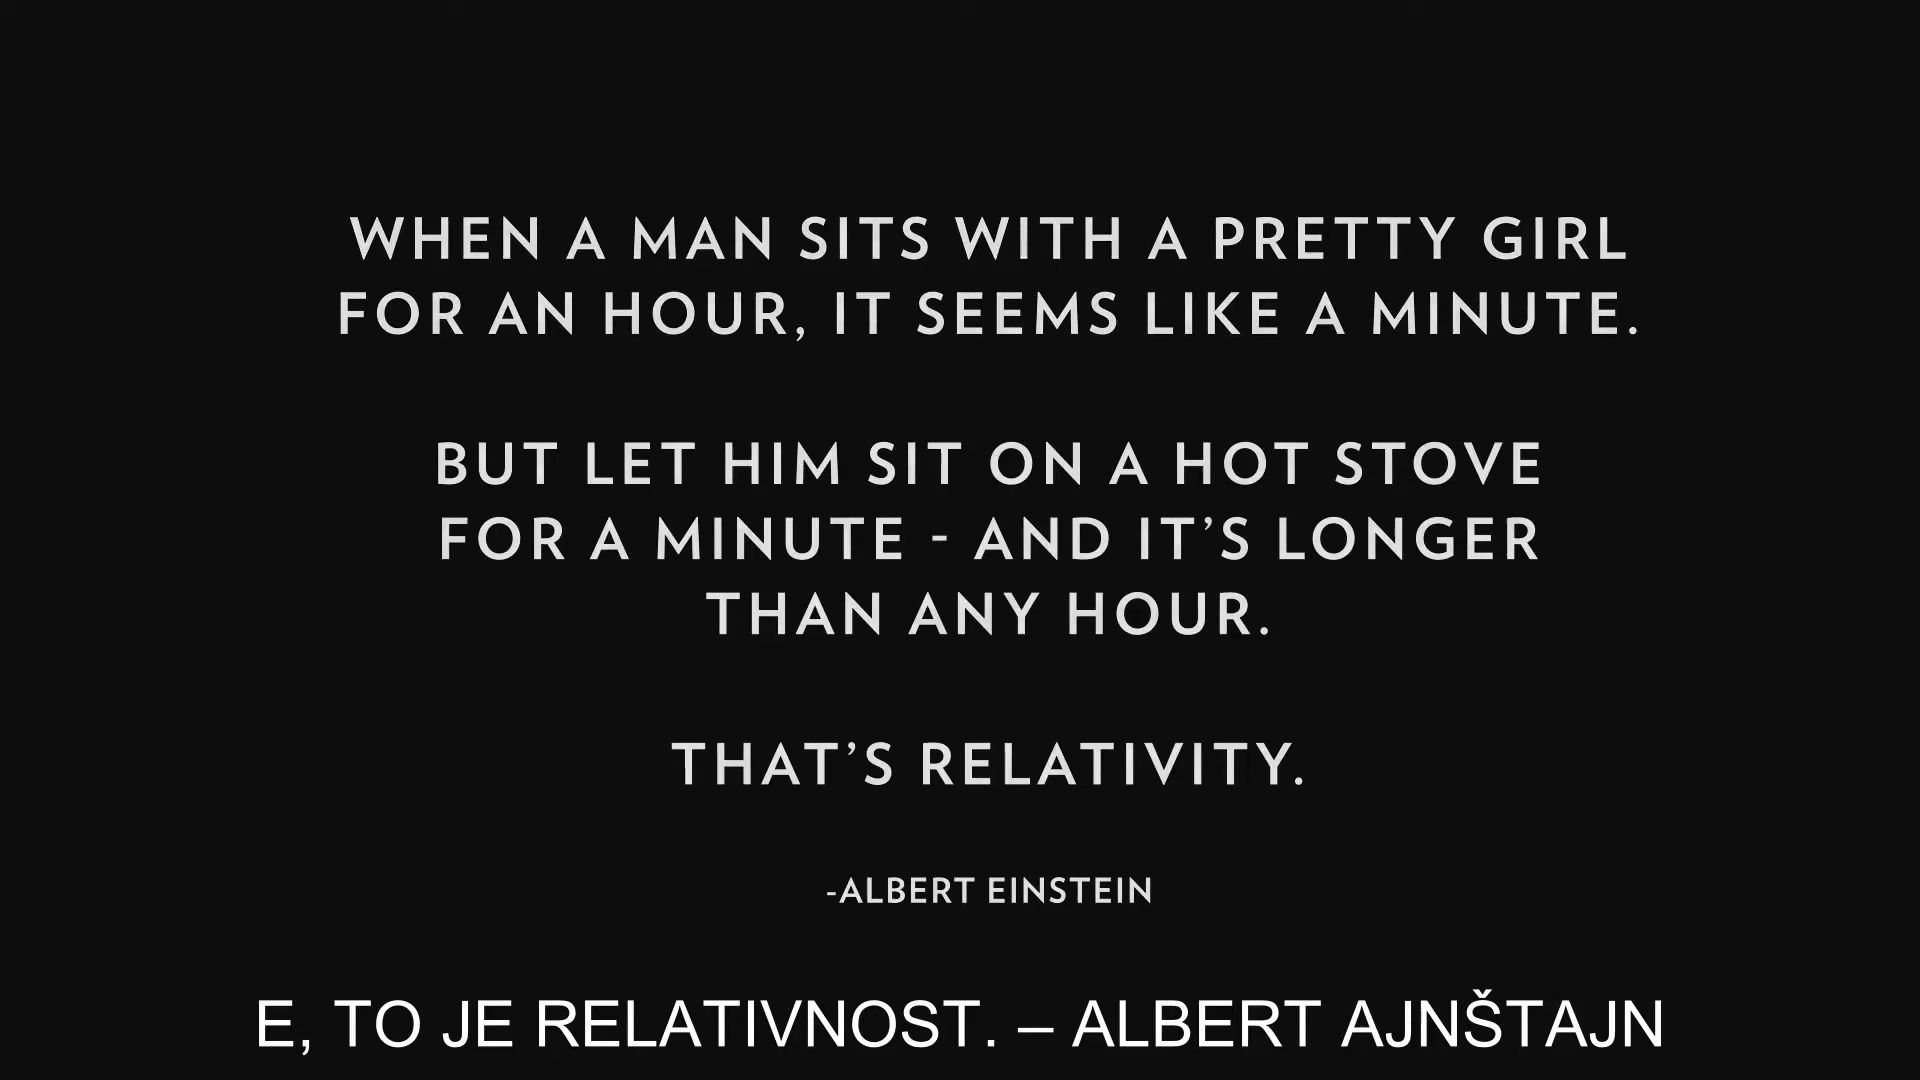 WHEN A MAN SITS WITH A PRETTY GIRL
FOR AN HOUR, IT SEEMS LIKE A MINUTE.
BUT LET HIM SIT ON A HOT STOVE
FOR A MINUTE - AND IT’S LONGER
THAN ANY HOUR.
THAT’S RELATIVITY.
-ALBERT EINSTEIN
E, TO JE RELATIVNOST. – ALBERT AJNŠTAJN